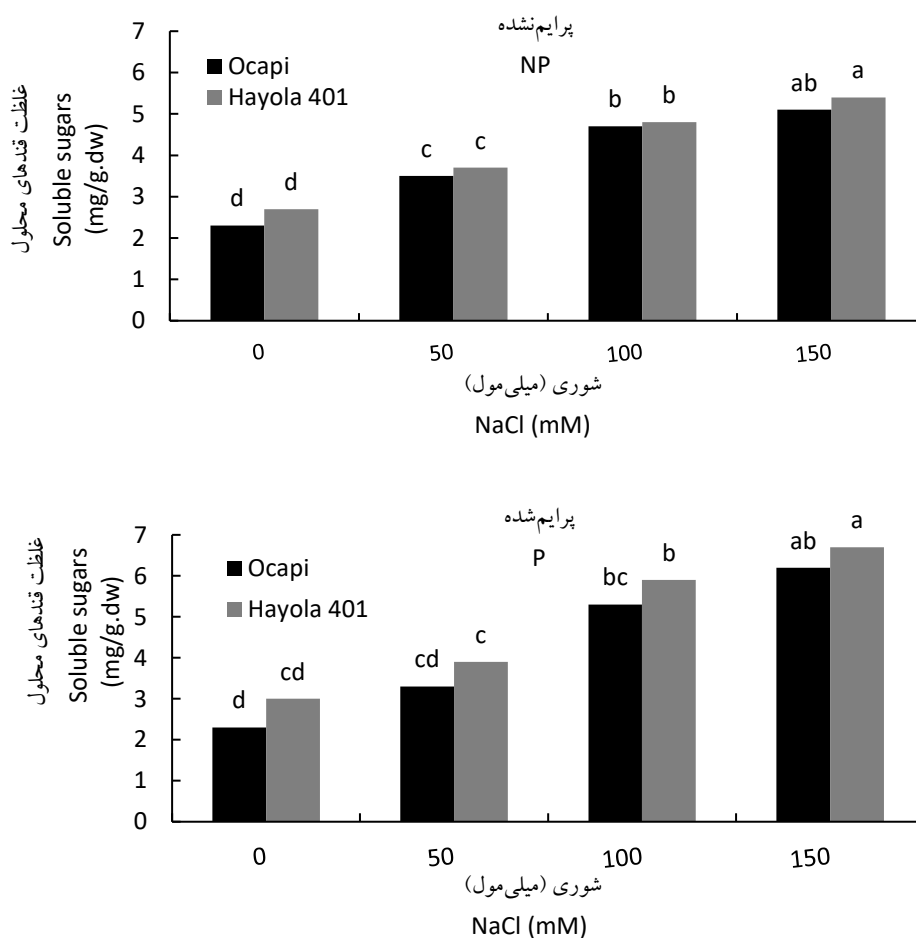 پرایم‌نشده
NP
Ocapi
Hayola 401
غلظت قندهای محلول
Soluble sugars
(mg/g.dw)
7
6
5
4
3
2
1
0
d
d
c
c
b
b
ab
a
0
50
100
150
شوری (میلی‌مول)
NaCl (mM)
پرایم‌شده
P
Ocapi
Hayola 401
غلظت قندهای محلول
Soluble sugars
(mg/g.dw)
7
6
5
4
3
2
1
0
d
cd
cd
c
bc
b
ab
a
0
50
100
150
شوری (میلی‌مول)
NaCl (mM)